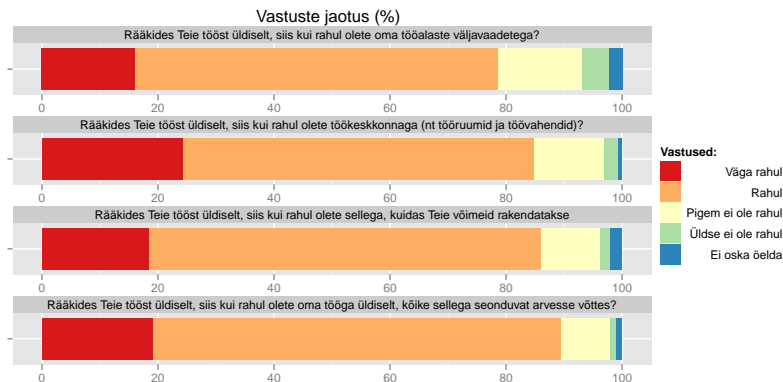 Vastuste jaotus (%)
Rääkides Teie tööst üldiselt, siis kui rahul olete oma tööalaste väljavaadetega?
0 20 40 60 80 100
Rääkides Teie tööst üldiselt, siis kui rahul olete töökeskkonnaga (nt tööruumid ja töövahendid)?
0 20 40 60 80 100
Rääkides Teie tööst üldiselt, siis kui rahul olete sellega, kuidas Teie võimeid rakendatakse
0 20 40 60 80 100
Rääkides Teie tööst üldiselt, siis kui rahul olete oma tööga üldiselt, kõike sellega seonduvat arvesse võttes?
0 20 40 60 80 100
Vastused:
Väga rahul
Rahul
Pigem ei ole rahul
Üldse ei ole rahul
Ei oska öelda